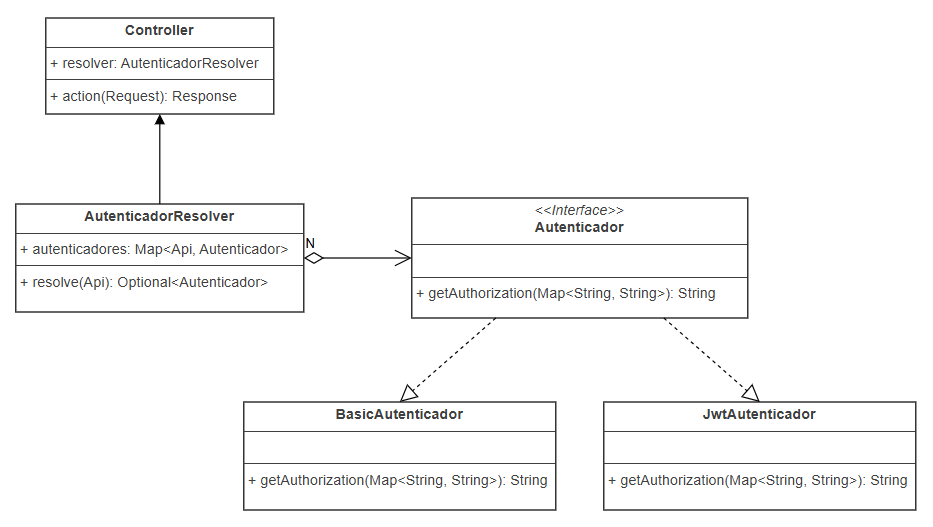 Controller
+ resolver: AutenticadorResolver
+ action(Request): Response
AutenticadorResolver
+ autenticadores: Map<Api, Autenticador>
+ resolve(Api): Optional<Autenticador>
N
<<Interface>>
Autenticador
+ getAuthorization(Map<String, String>): String
BasicAutenticador
+ getAuthorization(Map<String, String>): String
JwtAutenticador
+ getAuthorization(Map<String, String>): String